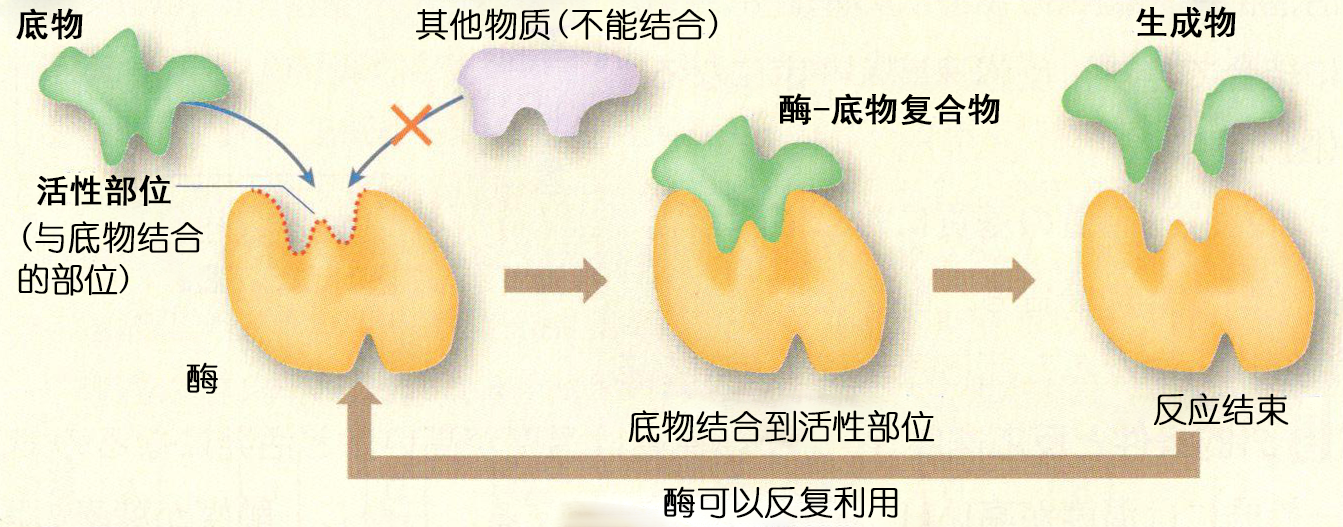 底物
其他物质（不能结合）
生成物
酶-底物复合物
活性部位
（与底物结合
的部位）
酶
底物结合到活性部位
反应结束
酶可以反复利用